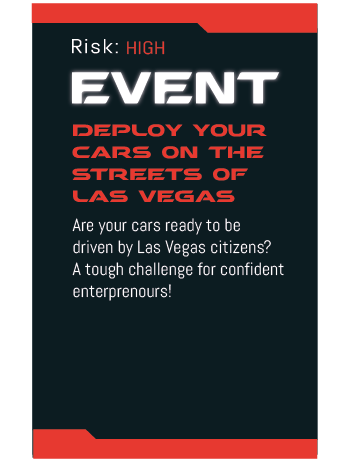 Risk: HIGH
EVENT
DEPLOY YOUR
CARS ON THE
STREETS OF
LAS VEGAS
Are your cars ready to be
driven by Las Vegas citizens?
A tough challenge for confident
enterprenours!